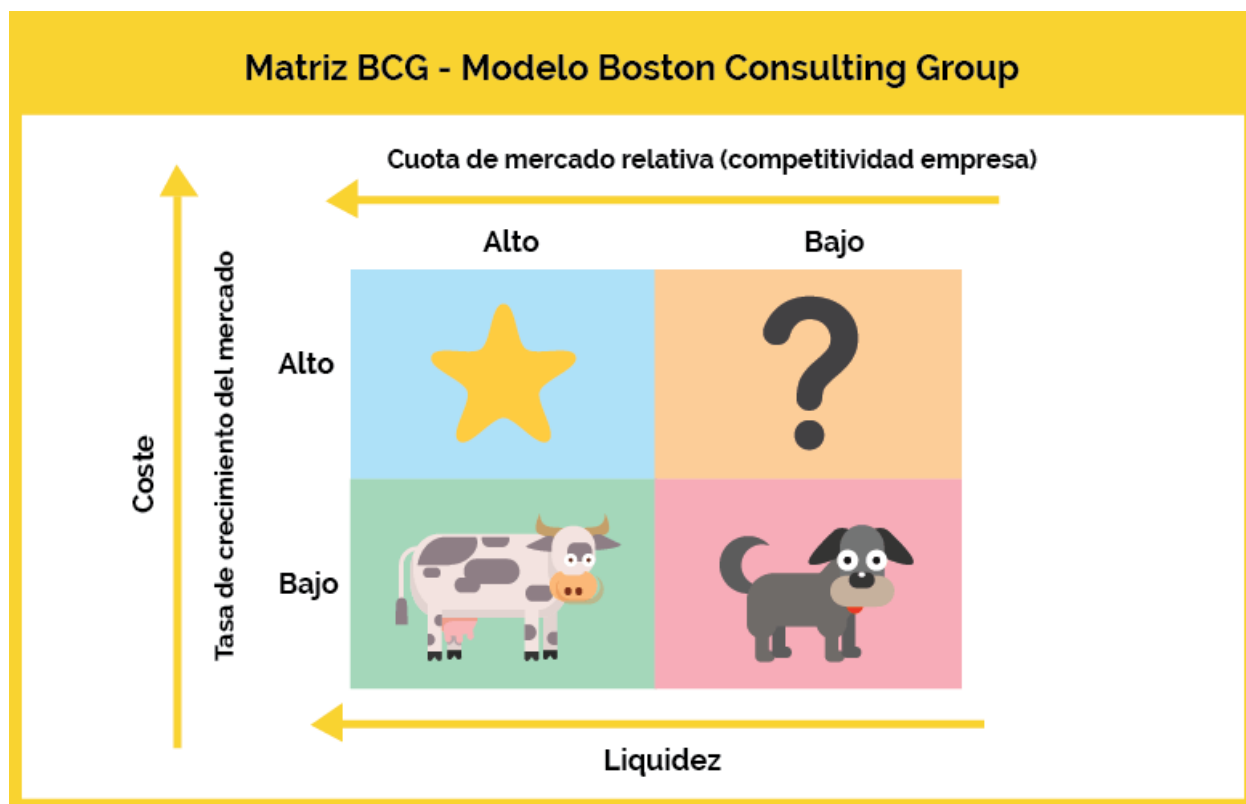 Matriz BCG - Modelo Boston Consulting Group
Cuota de mercado relativa (competitividad empresa)
Alto
Bajo
Coste
Tasa de crecimiento del mercado
Alto
?
Bajo
Liquidez